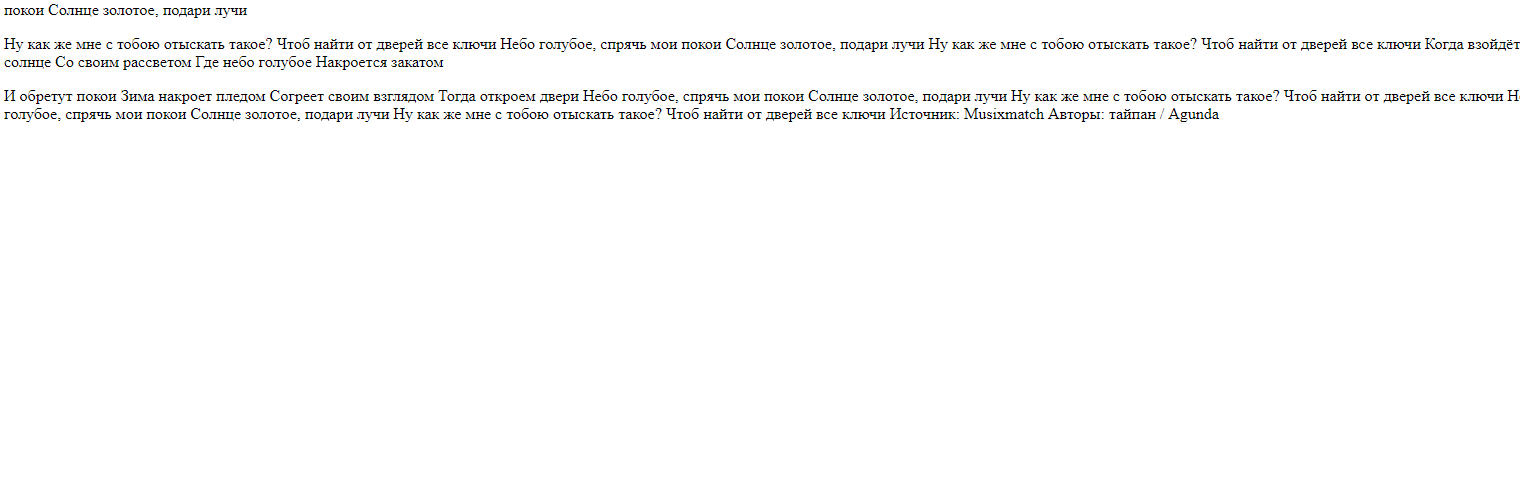 покои Солнце золотое, подари лучи
Ну как же мне с тобою отыскать такое? Чтоб найти от дверей все ключи Небо голубое, спрячь мои покои Солнце золотое, подари лучи Ну как же мне с тобою отыскать такое? Чтоб найти от дверей все ключи Когда взойдёт
солнце Со своим рассветом Где небо голубое Накроется закатом
И обретут покои Зима накроет пледом Согреет своим взглядом Тогда откроем двери Небо голубое, спрячь мои покои Солнце золотое, подари лучи Ну как же мне с тобою отыскать такое? Чтоб найти от дверей все ключи
голубое, спрячь мои покои Солнце золотое, подари лучи Ну как же мне с тобою отыскать такое? Чтоб найти от дверей все ключи Источник: Musixmatch Авторы: тайпан / Agunda